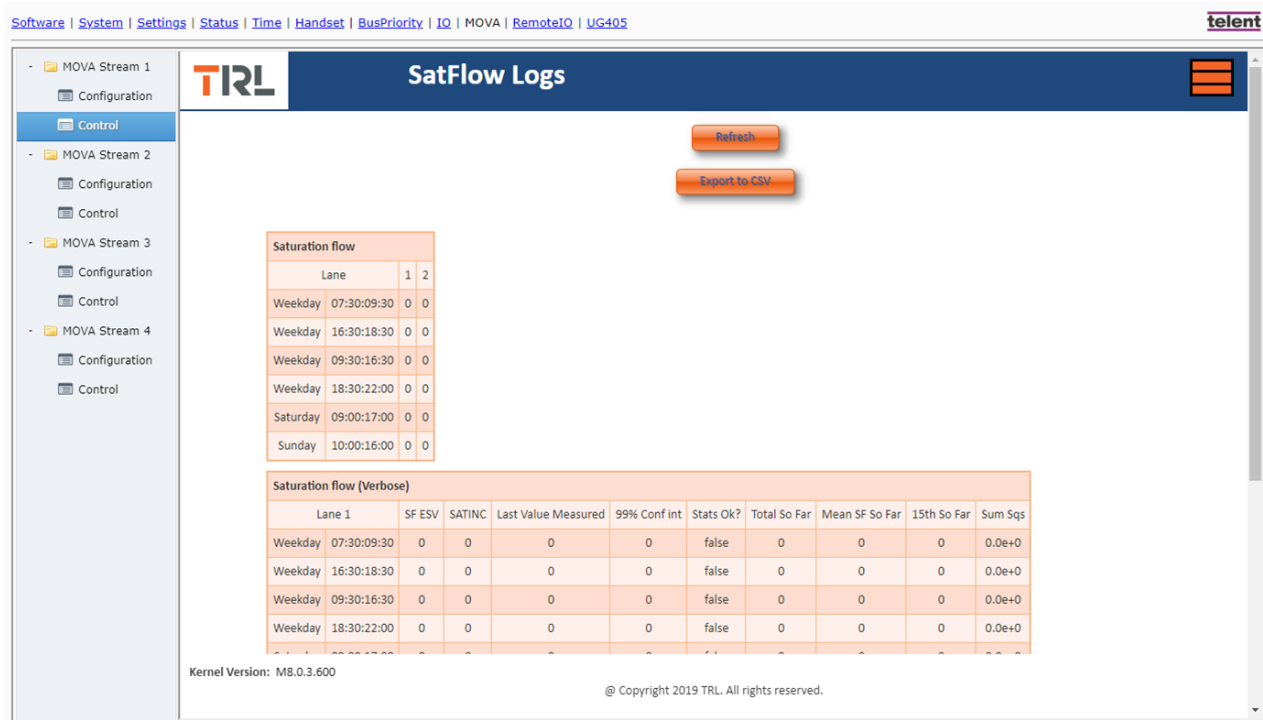 Software | System | Settings | Status | Time | Handset | BusPriority | IO | MOVA | RemoteIO | UG405
telent
- MOVA Stream 1
Configuration
Control
- MOVA Stream 2
Configuration
Control
- MOVA Stream 3
Configuration
Control
- MOVA Stream 4
Configuration
Control
TRL
SatFlow Logs
Refresh
Export to CSV
Saturation flow
Lane 1 2
Weekday 07:30:09:30 0 0
Weekday 16:30:18:30 0 0
Weekday 09:30:16:30 0 0
Weekday 18:30:22:00 0 0
Saturday 09:00:17:00 0 0
Sunday 10:00:16:00 0 0
Saturation flow (Verbose)
Lane 1 SF ESV SATINC Last Value Measured 99% Conf int Stats Ok? Total So Far Mean SF So Far 15th So Far Sum Sqs
Weekday 07:30:09:30 0 0 0 0 false 0 0 0 0.0e+0
Weekday 16:30:18:30 0 0 0 0 false 0 0 0 0.0e+0
Weekday 09:30:16:30 0 0 0 0 false 0 0 0 0.0e+0
Weekday 18:30:22:00 0 0 0 0 false 0 0 0 0.0e+0
Kernel Version: M8.0.3.600
@ Copyright 2019 TRL. All rights reserved.